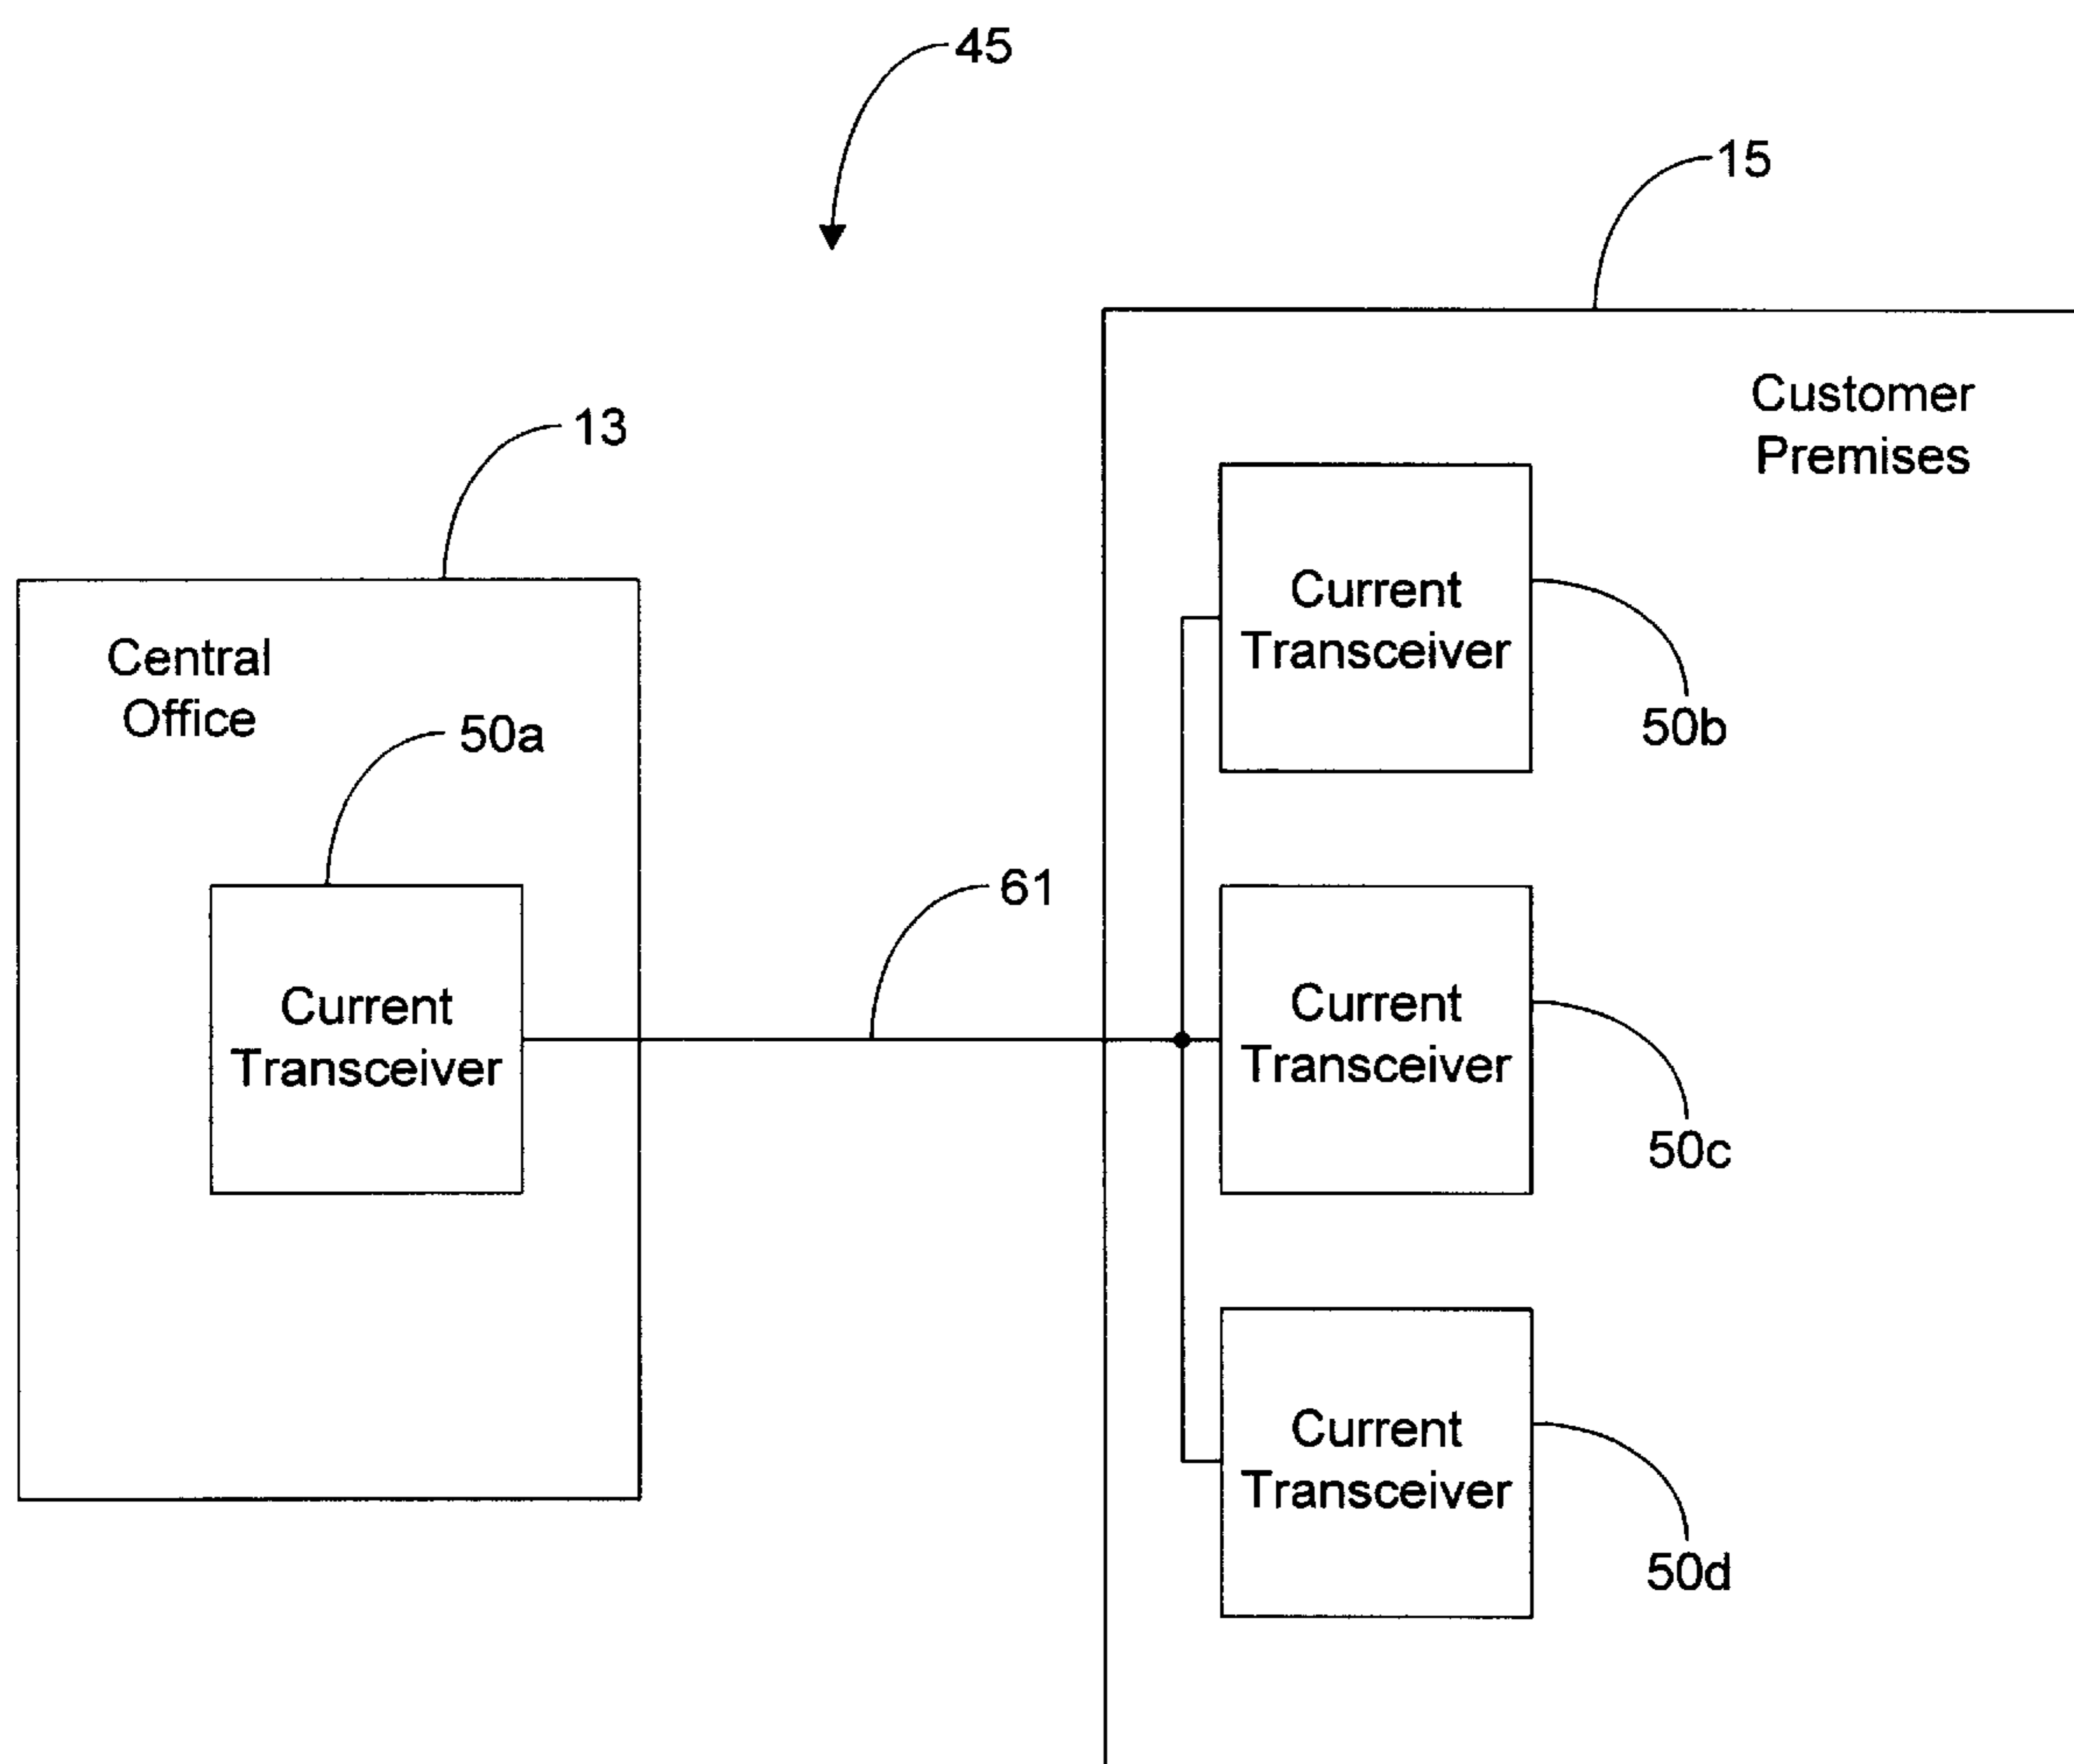 45
15
Customer
Premises
13
Central
Office
50a
Current
Transceiver
50b
61
Current
Transceiver
Current
Transceiver
50c
Current
Transceiver
50d